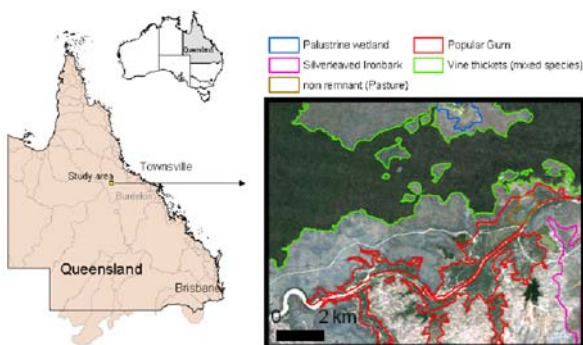 Queensland
Palustrine wetland
Popular Gum
Silverleaved Ironbark
Vine thickets (mixed species)
non remnant (Pasture)
Townsville
Study area
Burdekin
Queensland
Brisbane
0 2 km